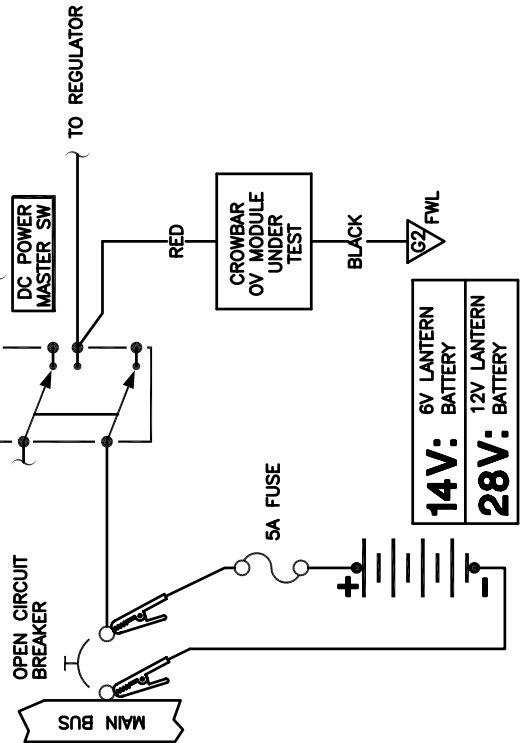 DC POWER
MASTER SW
TO REGULATOR
RED
CROWBAR
OV MODULE
UNDER
TEST
BLACK
G2
FWL
OPEN CIRCUIT
BREAKER
MAIN BUS
5A FUSE
+
-
14V: 6V LANTERN
BATTERY
28V: 12V LANTERN
BATTERY